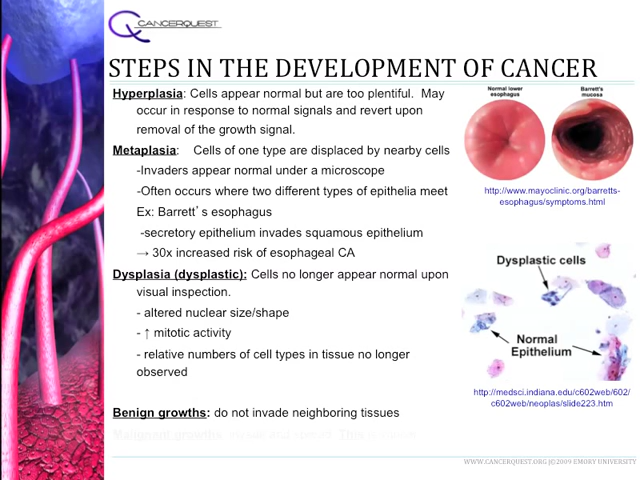 CANCERQUEST
STEPS IN THE DEVELOPMENT OF CANCER
Hyperplasia: Cells appear normal but are too plentiful. May
occur in response to normal signals and revert upon
removal of the growth signal.
Metaplasia: Cells of one type are displaced by nearby cells
-Invaders appear normal under a microscope
-Often occurs where two different types of epithelia meet
Ex: Barrett's esophagus
-secretory epithelium invades squamous epithelium
→ 30x increased risk of esophageal CA
Dysplasia (dysplastic): Cells no longer appear normal upon
visual inspection.
- altered nuclear size/shape
- ↑ mitotic activity
- relative numbers of cell types in tissue no longer
observed
Benign growths: do not invade neighboring tissues
Malignant growths:
Normal lower
esophagus
Barrett's
mucosa
http://www.mayoclinic.org/barretts-
esophagus/symptoms.html
Dysplastic cells
Normal
Epithelium
http://medsci.indiana.edu/c602web/602/
c602web/neoplas/slide223.htm
WWW.CANCERQUEST.ORG |©2009 EMORY UNIVERSITY